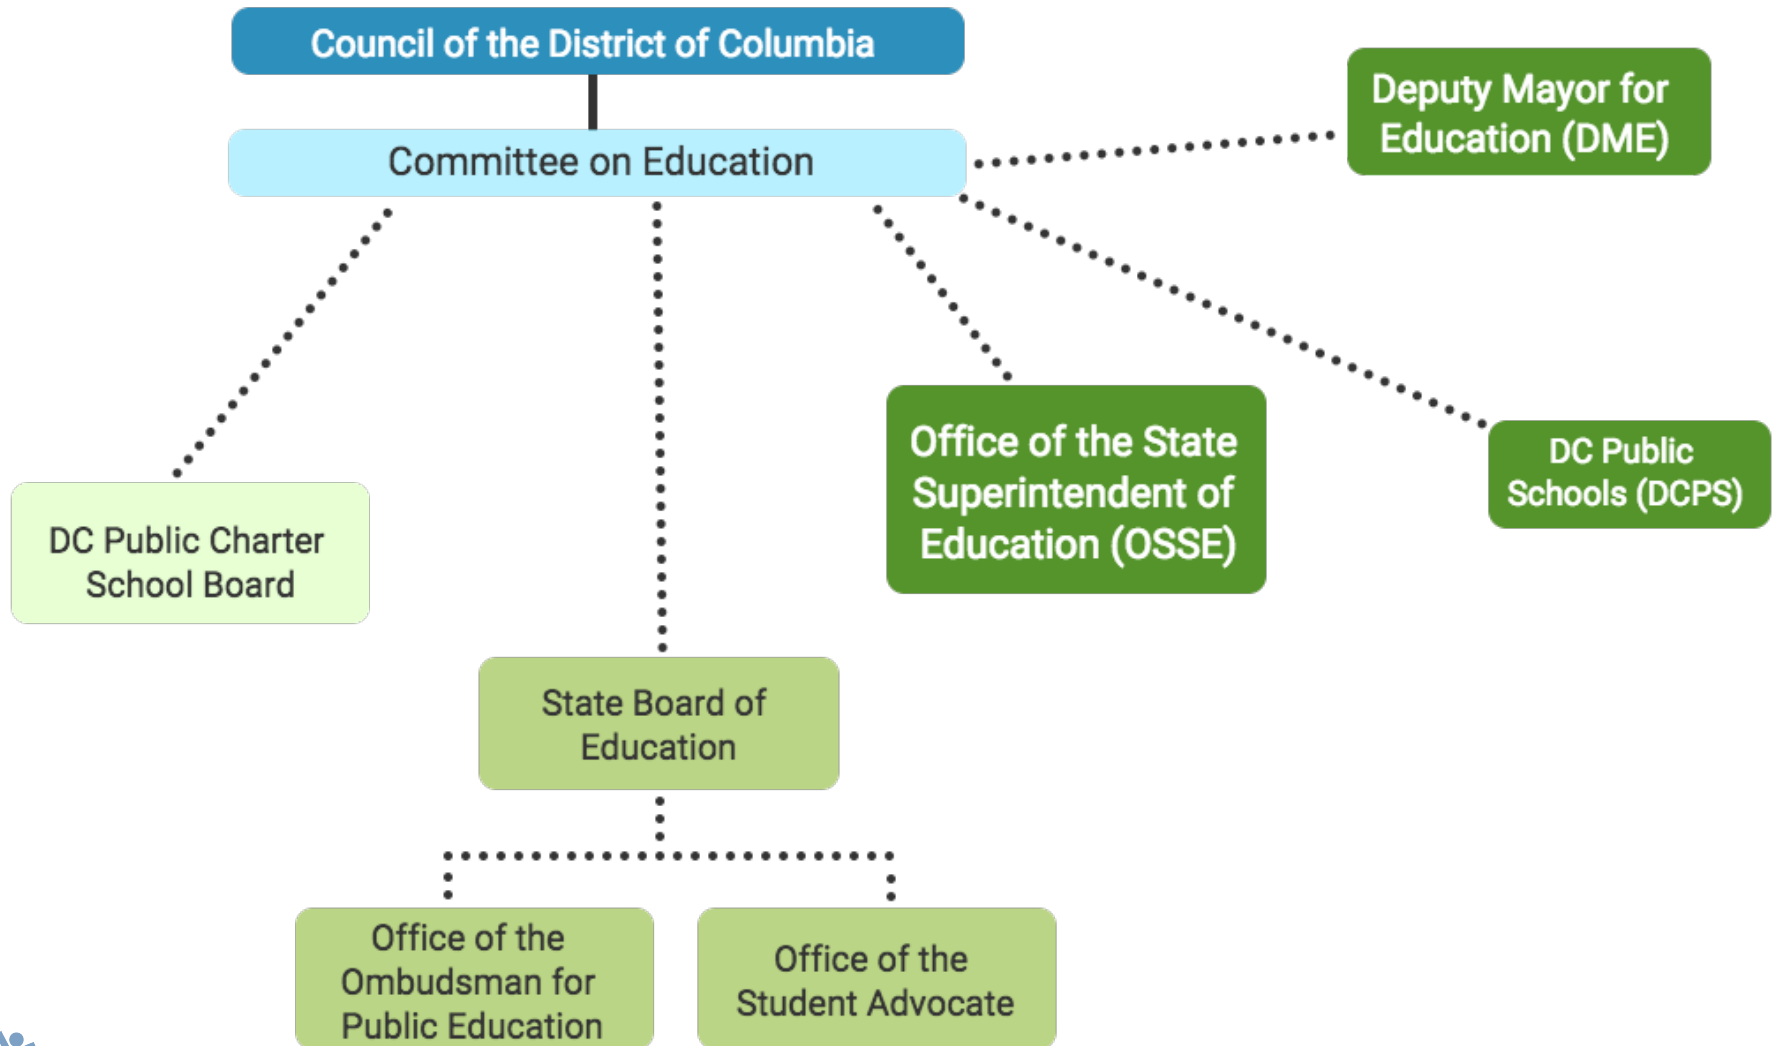 Council of the District of Columbia
Committee on Education
Deputy Mayor for
Education (DME)
Office of the State
Superintendent of
Education (OSSE)
DC Public
Schools (DCPS)
DC Public Charter
School Board
State Board of
Education
Office of the
Ombudsman for
Public Education
Office of the
Student Advocate